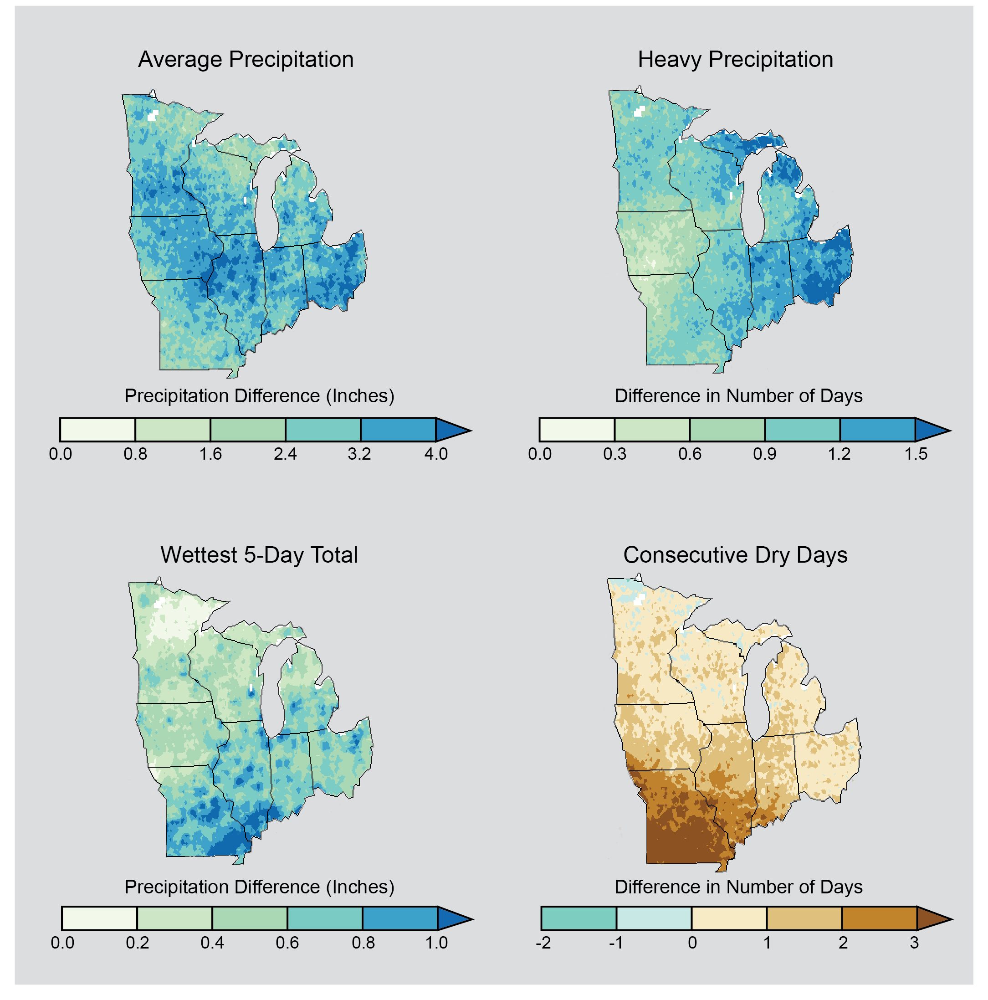 Average Precipitation
Heavy Precipitation
Precipitation Difference (Inches)
0.0 0.8 1.6 2.4 3.2 4.0
Difference in Number of Days
0.0 0.3 0.6 0.9 1.2 1.5
Wettest 5-Day Total
Consecutive Dry Days
Precipitation Difference (Inches)
0.0 0.2 0.4 0.6 0.8 1.0
Difference in Number of Days
-2 -1 0 1 2 3